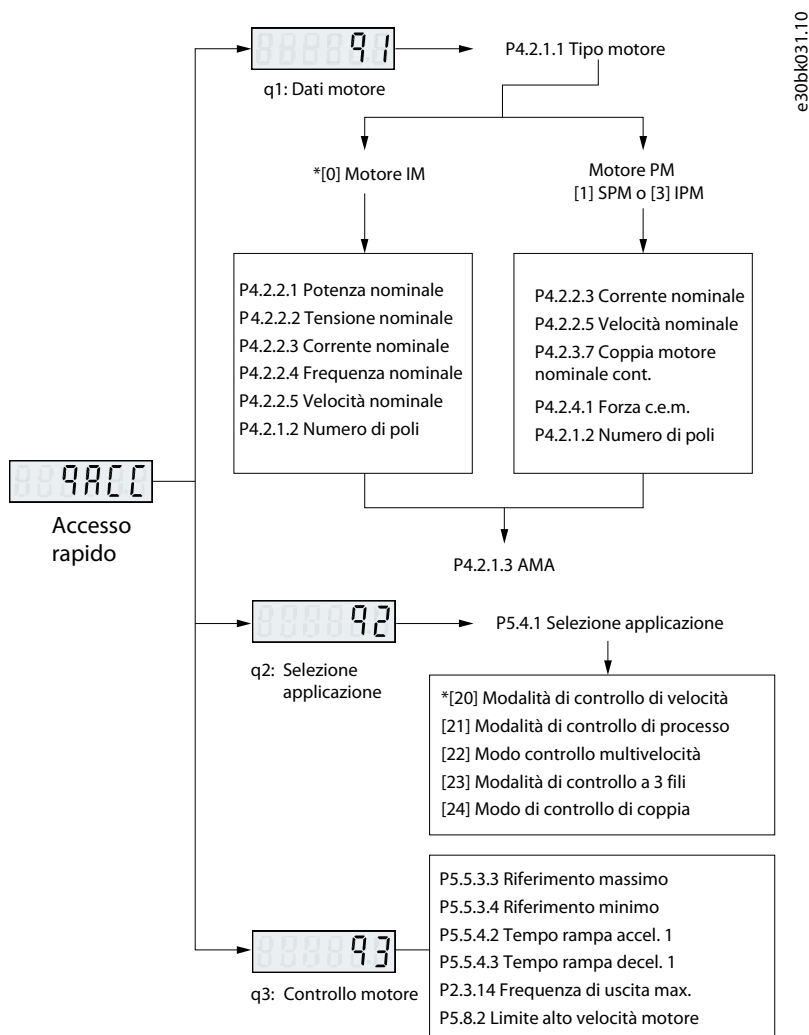 e30bk031.10
q1
P4.2.1.1 Tipo motore
q1: Dati motore
*[0] Motore IM
Motore PM
[1] SPM o [3] IPM
P4.2.2.1 Potenza nominale
P4.2.2.2 Tensione nominale
P4.2.2.3 Corrente nominale
P4.2.2.4 Frequenza nominale
P4.2.2.5 Velocità nominale
P4.2.1.2 Numero di poli
P4.2.2.3 Corrente nominale
P4.2.2.5 Velocità nominale
P4.2.3.7 Coppia motore
nominale cont.
P4.2.4.1 Forza c.e.m.
P4.2.1.2 Numero di poli
qACC
Accesso
rapido
P4.2.1.3 AMA
q2
P5.4.1 Selezione applicazione
q2: Selezione
applicazione
*[20] Modalità di controllo di velocità
[21] Modalità di controllo di processo
[22] Modo controllo multivelocità
[23] Modalità di controllo a 3 fili
[24] Modo di controllo di coppia
q3
q3: Controllo motore
P5.5.3.3 Riferimento massimo
P5.5.3.4 Riferimento minimo
P5.5.4.2 Tempo rampa accel. 1
P5.5.4.3 Tempo rampa decel. 1
P2.3.14 Frequenza di uscita max.
P5.8.2 Limite alto velocità motore